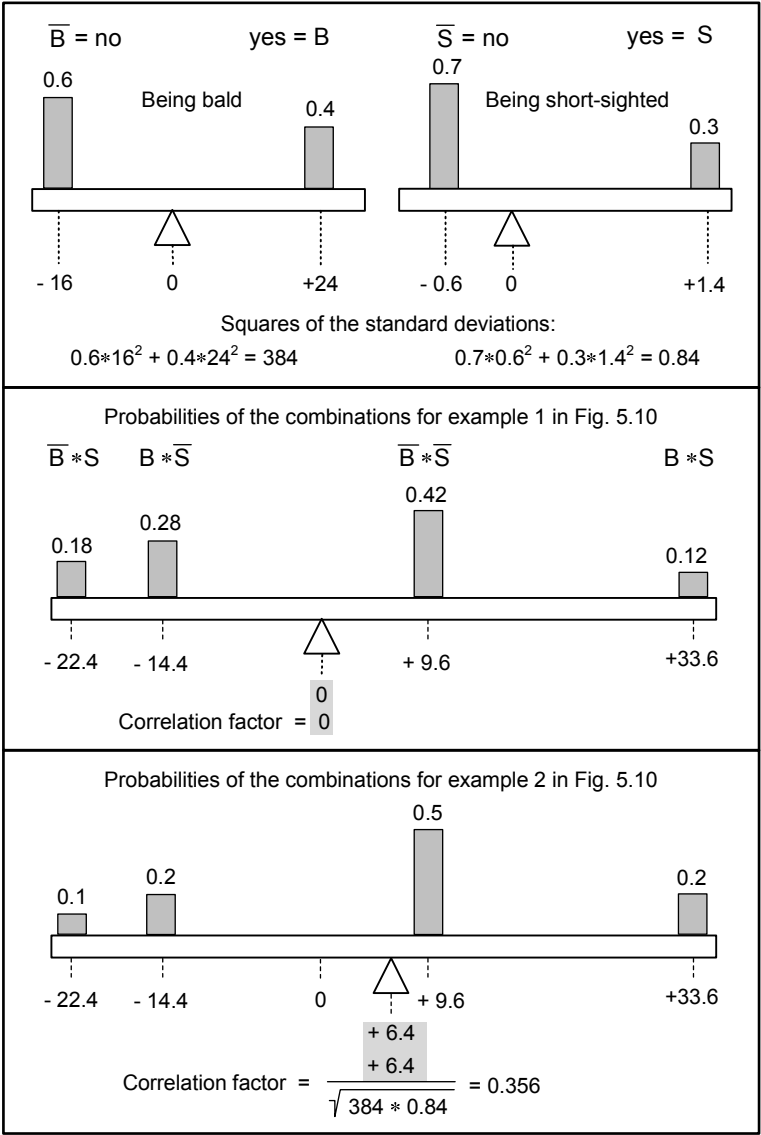 B̅ = no yes = B S̅ = no yes = S
0.6 Being bald 0.4 0.7 Being short-sighted 0.3
- 16 0 +24 - 0.6 0 +1.4
Squares of the standard deviations:
0.6*16² + 0.4*24² = 384 0.7*0.6² + 0.3*1.4² = 0.84
Probabilities of the combinations for example 1 in Fig. 5.10
B̅ *S B *S̅ B̅ *S̅ B *S
0.18 0.28 0.42 0.12
- 22.4 - 14.4 + 9.6 +33.6
0
Correlation factor = 0
Probabilities of the combinations for example 2 in Fig. 5.10
0.1 0.2 0.5 0.2
- 22.4 - 14.4 0 + 9.6 +33.6
+ 6.4
+ 6.4
Correlation factor = = 0.356
√ 384 * 0.84